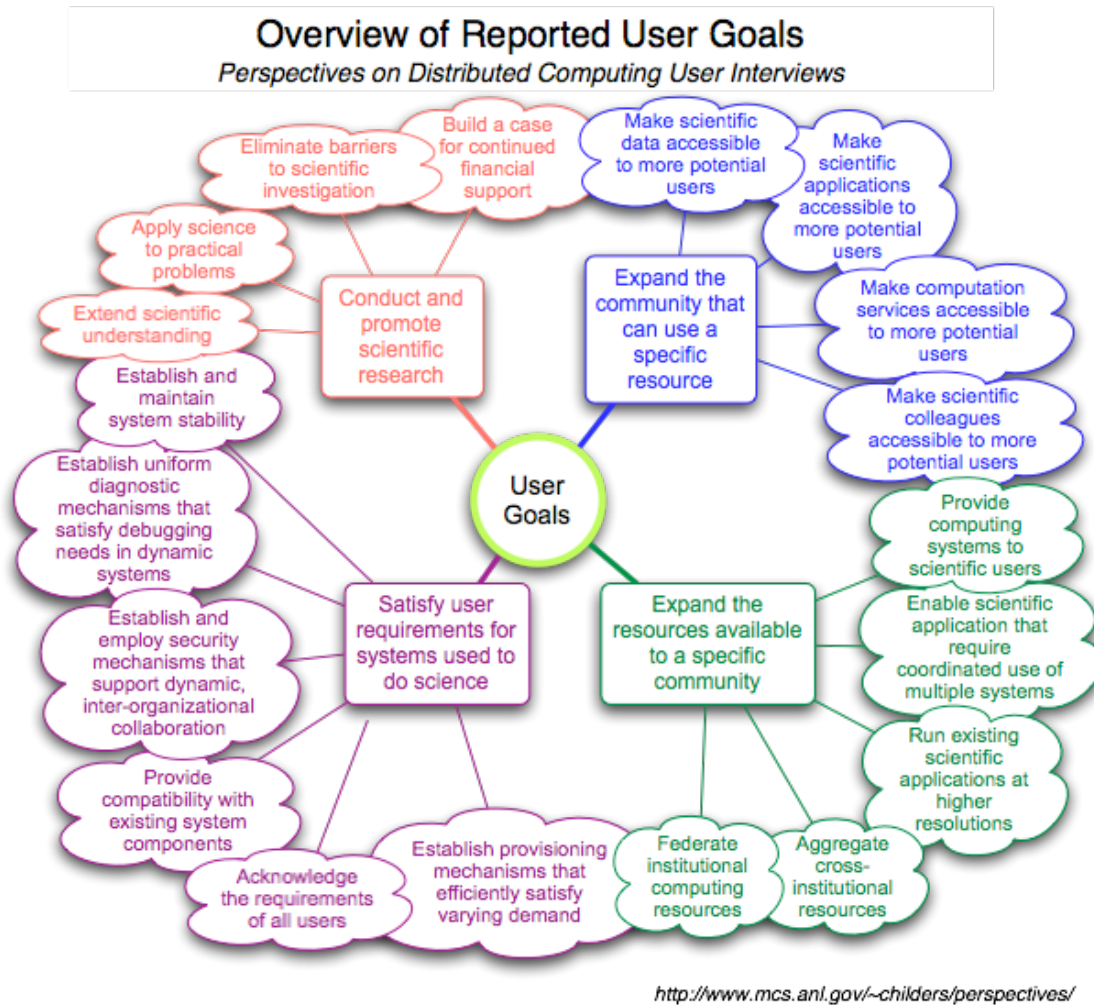 Overview of Reported User Goals
Perspectives on Distributed Computing User Interviews
Build a case
for continued
financial
support
Eliminate barriers
to scientific
investigation
Apply science
to practical
problems
Extend scientific
understanding
Conduct and
promote
scientific
research
Make scientific
data accessible
to more potential
users
Make
scientific
applications
accessible to
more potential
users
Make computation
services accessible
to more potential
users
Make scientific
colleagues
accessible to more
potential users
Expand the
community that
can use a
specific
resource
User
Goals
Establish and
maintain
system stability
Establish uniform
diagnostic
mechanisms that
satisfy debugging
needs in dynamic
systems
Establish and
employ security
mechanisms that
support dynamic,
inter-organizational
collaboration
Provide
compatibility with
existing system
components
Acknowledge
the requirements
of all users
Establish provisioning
mechanisms that
efficiently satisfy
varying demand
Satisfy user
requirements for
systems used to
do science
Expand the
resources available
to a specific
community
Provide
computing
systems to
scientific users
Enable scientific
application that
require
coordinated use of
multiple systems
Run existing
scientific
applications at
higher
resolutions
Aggregate
cross-
institutional
resources
Federate
institutional
computing
resources
http://www.mcs.anl.gov/~childers/perspectives/